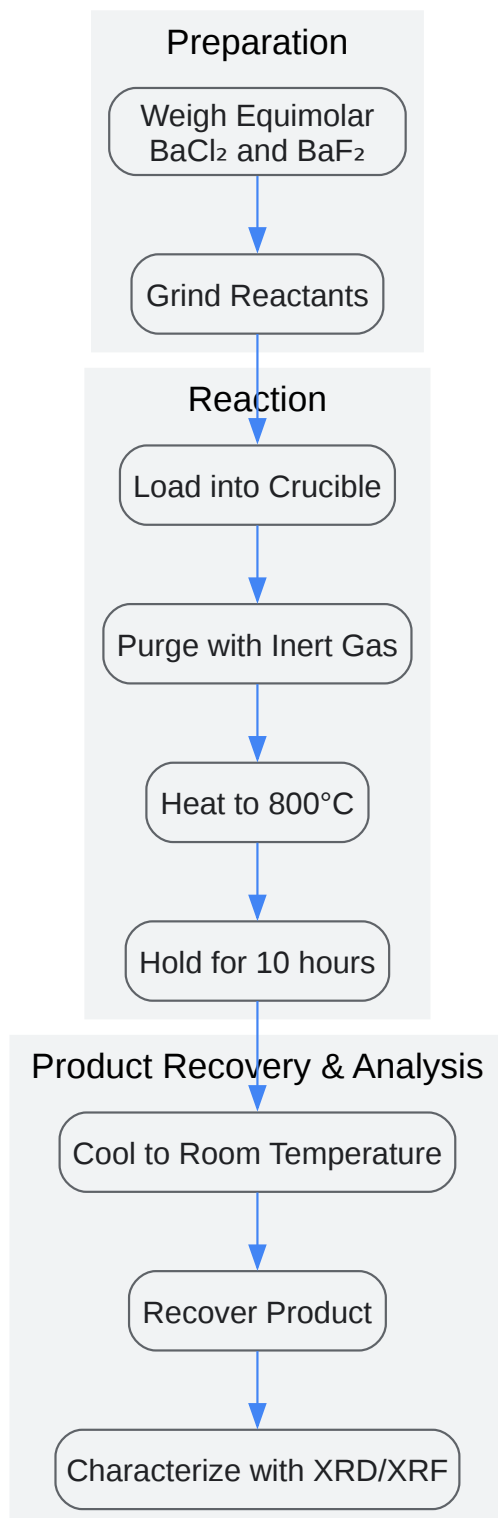 Preparation
Weigh Equimolar
BaCl₂ and BaF₂
Grind Reactants
Reaction
Load into Crucible
Purge with Inert Gas
Heat to 800°C
Hold for 10 hours
Product Recovery & Analysis
Cool to Room Temperature
Recover Product
Characterize with XRD/XRF